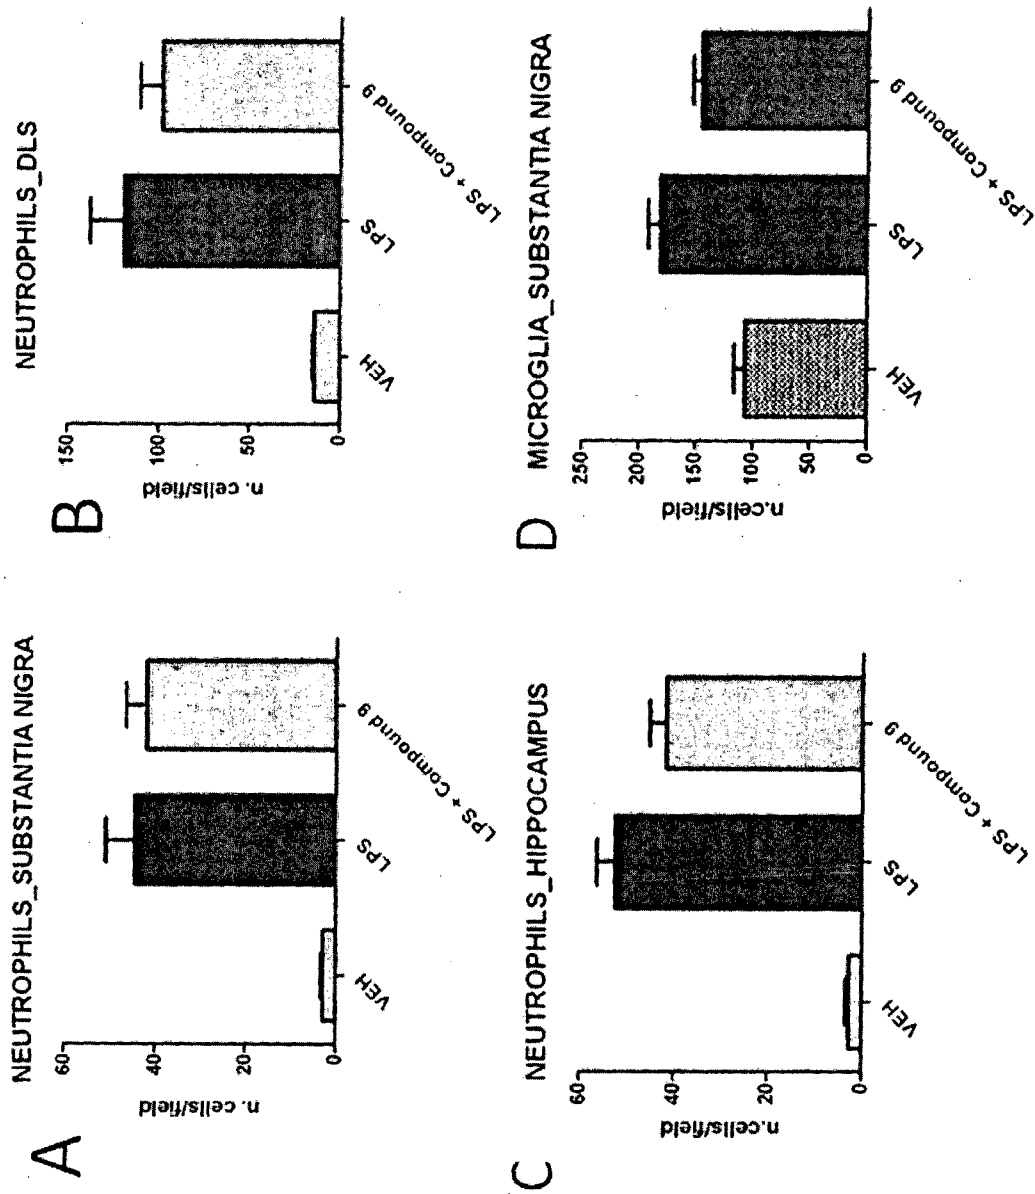 A
NEUTROPHILS_SUBSTANTIA NIGRA
n. cells/field
60
40
20
0
VEH
LPS
LPS + Compound 9
B
NEUTROPHILS_DLS
n. cells/field
150
100
50
0
VEH
LPS
LPS + Compound 9
C
NEUTROPHILS_HIPPOCAMPUS
n.cells/field
60
40
20
0
VEH
LPS
LPS + Compound 9
D
MICROGLIA_SUBSTANTIA NIGRA
n.cells/field
250
200
150
100
50
0
VEH
LPS
LPS + Compound 9